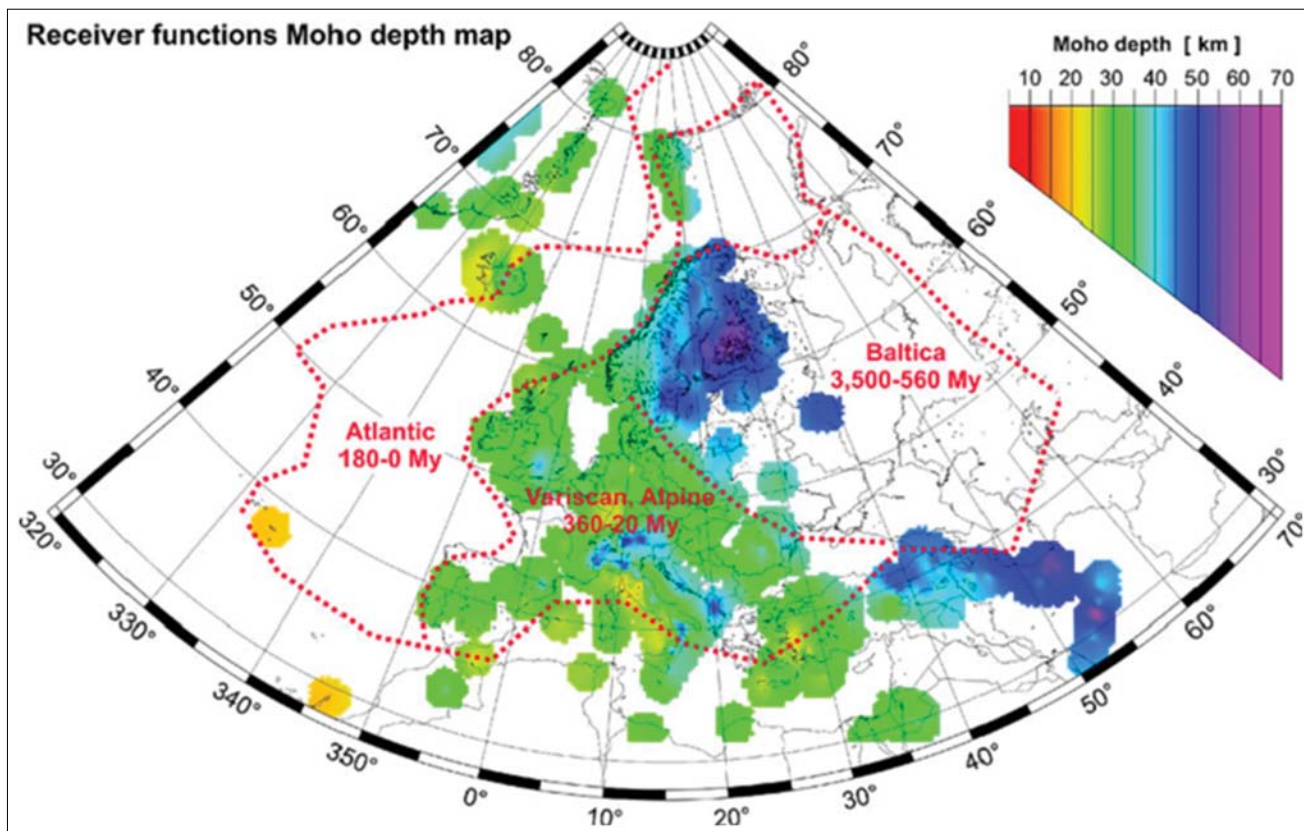 Receiver functions Moho depth map
Moho depth [ km ]
10 20 30 40 50 60 70
80°
80°
70°
70°
60°
60°
50°
50°
40°
40°
30°
30°
Baltica
3,500-560 My
Atlantic
180-0 My
Variscan, Alpine
360-20 My
320°
330°
340°
350°
0°
10°
20°
30°
40°
50°
60°
70°